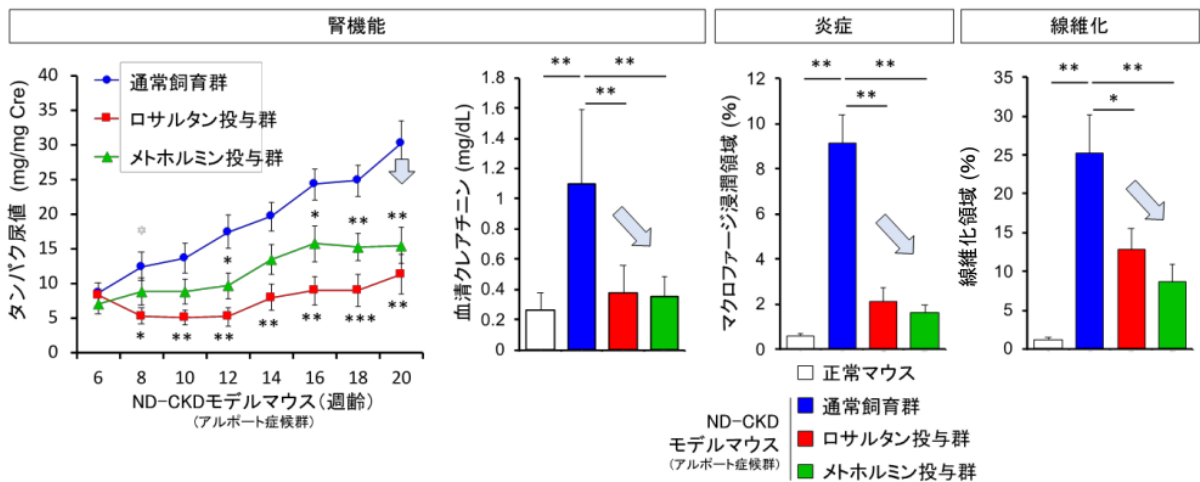 腎機能
炎症
線維化
タンパク尿値 (mg/mg Cre)
40
35
30
25
20
15
10
5
0
通常飼育群
ロサルタン投与群
メトホルミン投与群
*
*
*
**
**
*
**
**
**
**
***
**
6 8 10 12 14 16 18 20
ND-CKDモデルマウス(週齢)
(アルポート症候群)
血清クレアチニン (mg/dL)
1.8
1.6
1.4
1.2
1
0.8
0.6
0.4
0.2
0
** **
**
マクロファージ浸潤領域 (%)
12
10
8
6
4
2
0
** **
**
線維化領域 (%)
35
30
25
20
15
10
5
0
** **
*
正常マウス
ND-CKD
モデルマウス
(アルポート症候群)
通常飼育群
ロサルタン投与群
メトホルミン投与群